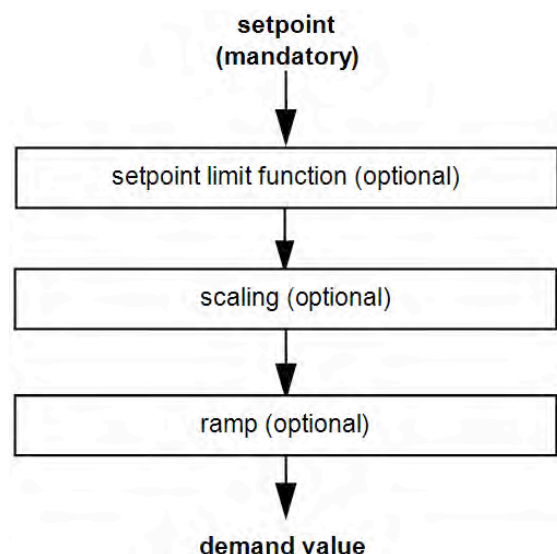 setpoint
(mandatory)
setpoint limit function (optional)
scaling (optional)
ramp (optional)
demand value